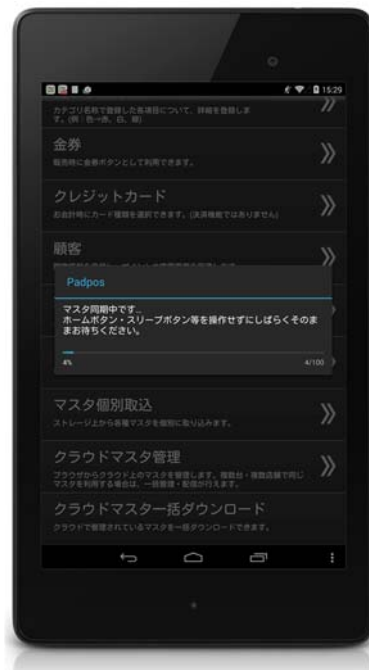 15:29
カテゴリ名称で登録した各項目について、詳細を登録しま
す。(例：色→赤、白、緑)
金券
販売時に金券ボタンとして利用できます。
クレジットカード
お会計時にカード種類を選択できます。(決済機能ではありません)
顧客
Padpos
マスタ同期中です...
ホームボタン・スリープボタン等を操作せずにしばらくそのま
まお待ちください。
4%
4/100
マスタ個別取込
ストレージ上から各種マスタを個別に取り込みます。
クラウドマスタ管理
ブラウザからクラウド上のマスタを管理します。複数台・複数店舗で同じ
マスタを利用する場合は、一括管理・配信が行えます。
クラウドマスター括ダウンロード
クラウドで管理されているマスタを一括ダウンロードできます。